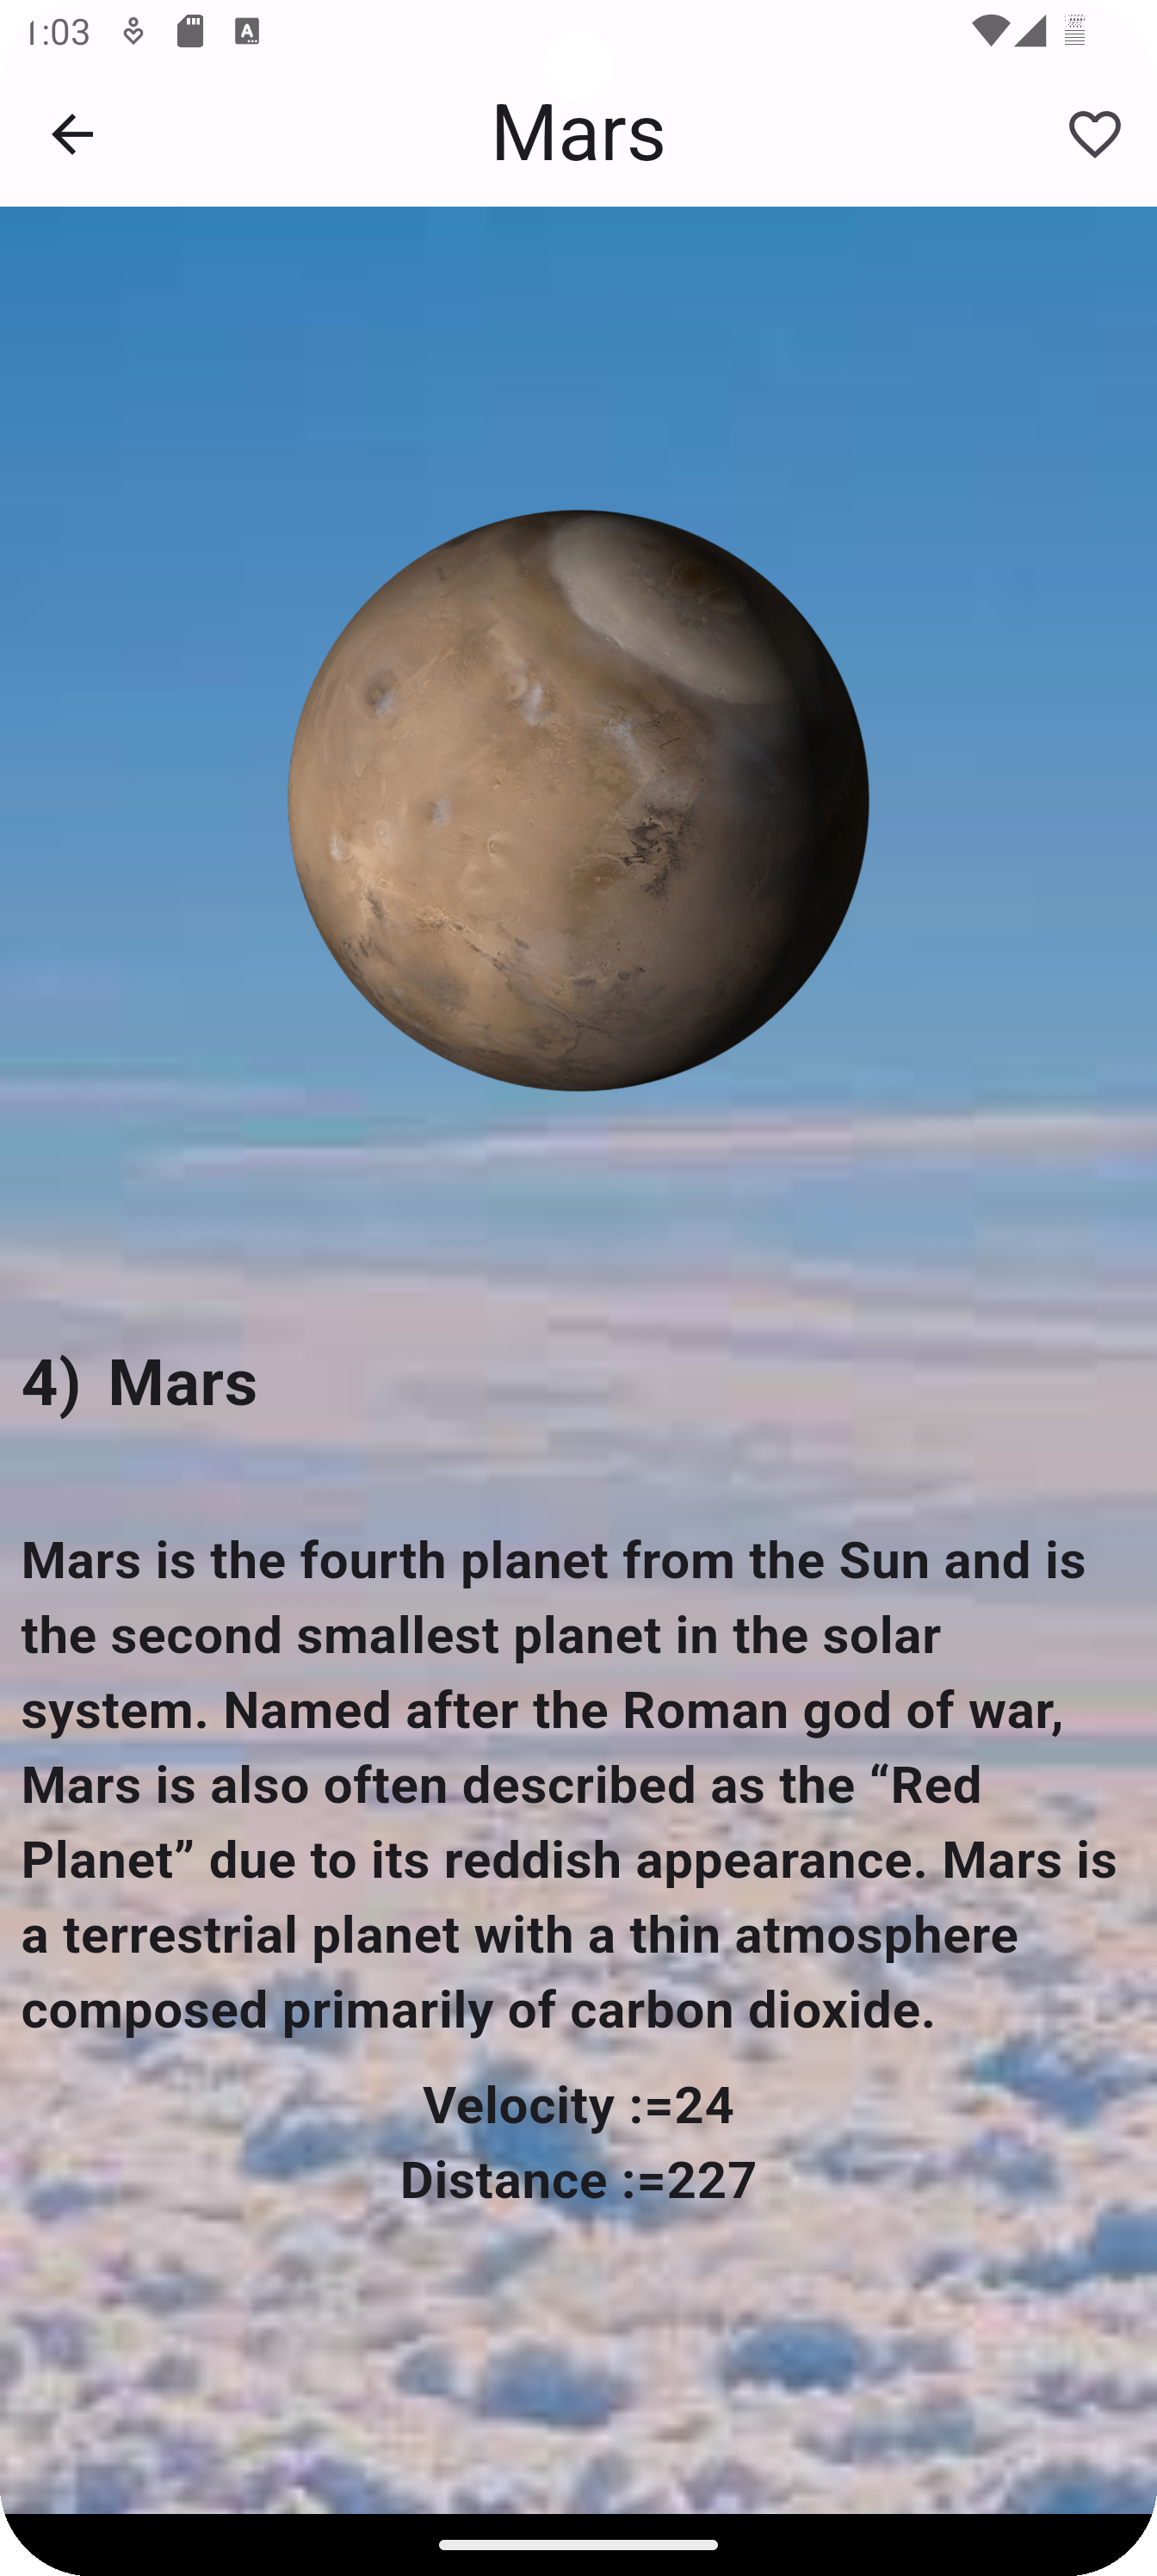 1:03
Mars
4) Mars
Mars is the fourth planet from the Sun and is
the second smallest planet in the solar
system. Named after the Roman god of war,
Mars is also often described as the “Red
Planet” due to its reddish appearance. Mars is
a terrestrial planet with a thin atmosphere
composed primarily of carbon dioxide.
Velocity :=24
Distance :=227